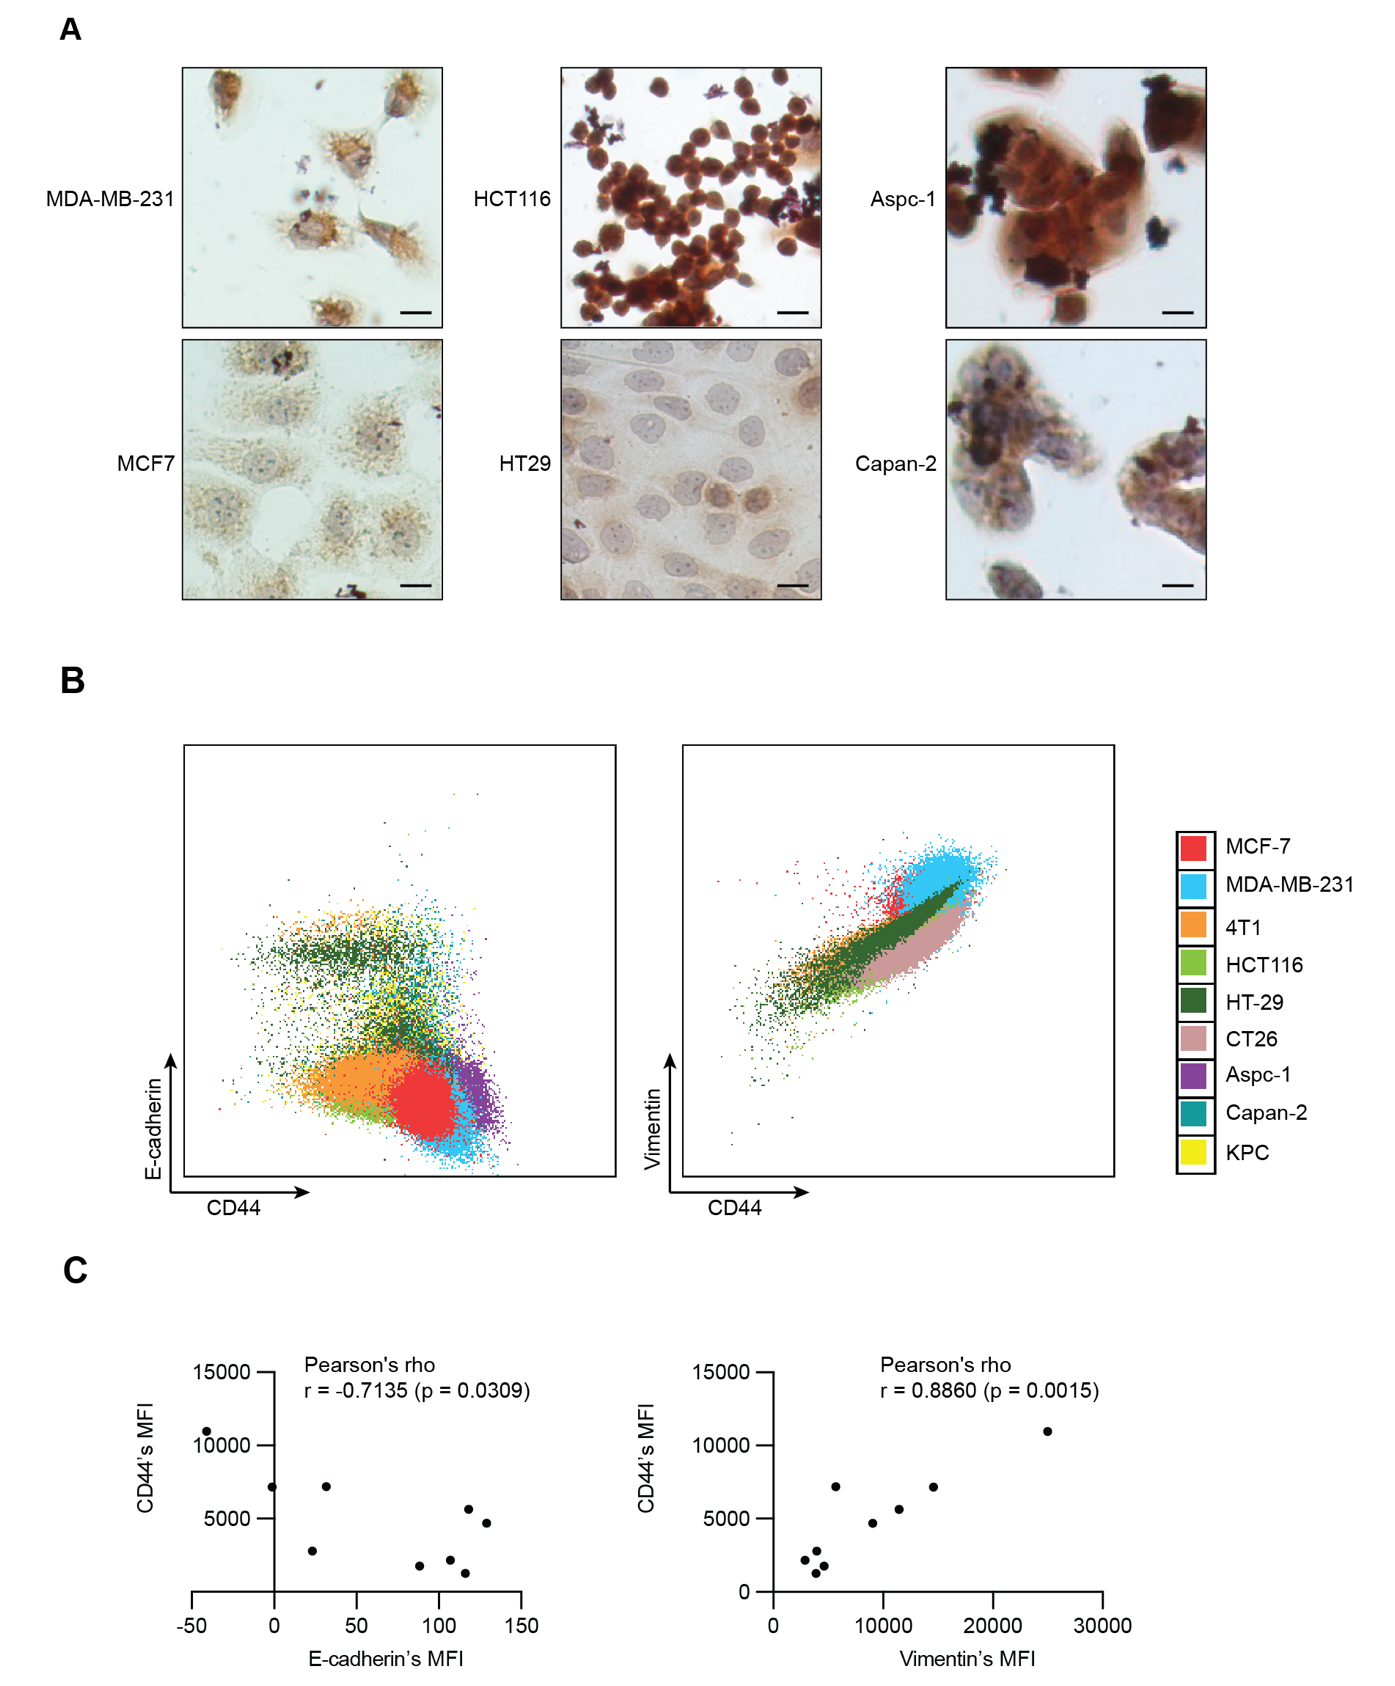 A
MDA-MB-231
HCT116
Aspc-1
MCF7
HT29
Capan-2
B
E-cadherin
CD44
Vimentin
CD44
MCF-7
MDA-MB-231
4T1
HCT116
HT-29
CT26
Aspc-1
Capan-2
KPC
C
Pearson's rho
r = -0.7135 (p = 0.0309)
CD44's MFI
15000
10000
5000
-50 0 50 100 150
E-cadherin's MFI
Pearson's rho
r = 0.8860 (p = 0.0015)
CD44's MFI
15000
10000
5000
0
0 10000 20000 30000
Vimentin's MFI